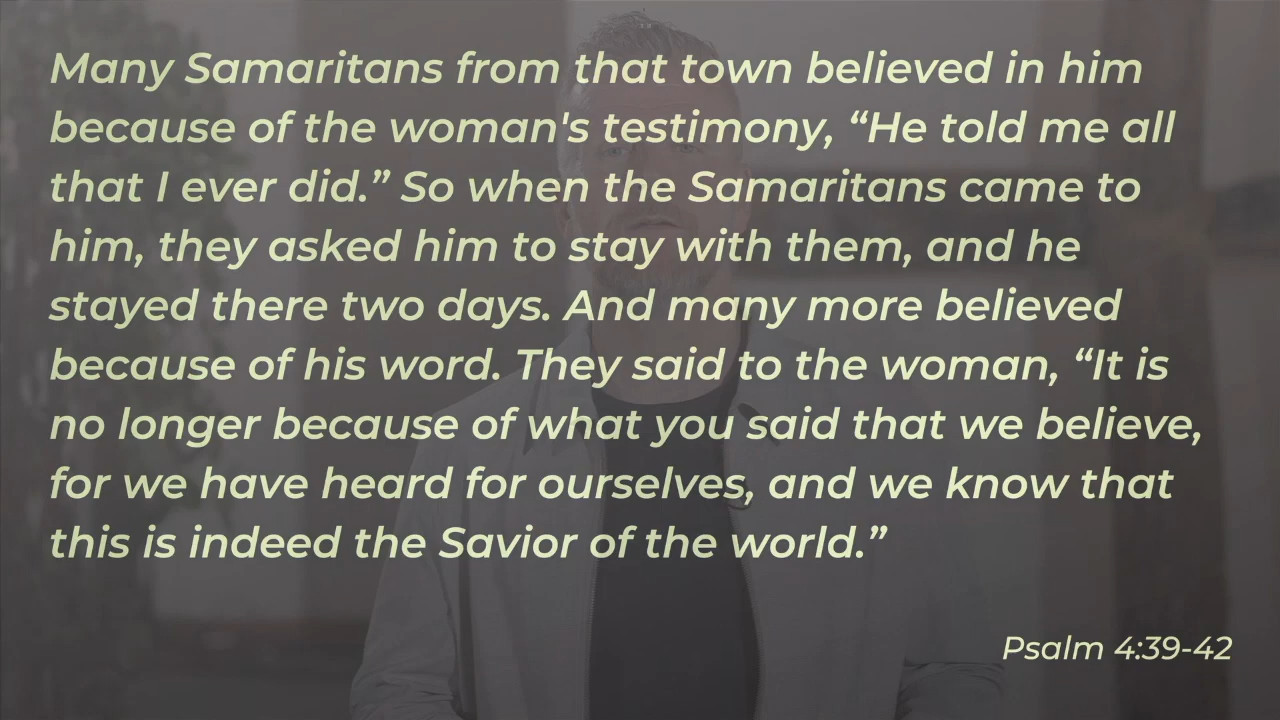 Many Samaritans from that town believed in him
because of the woman's testimony, “He told me all
that I ever did.” So when the Samaritans came to
him, they asked him to stay with them, and he
stayed there two days. And many more believed
because of his word. They said to the woman, “It is
no longer because of what you said that we believe,
for we have heard for ourselves, and we know that
this is indeed the Savior of the world.”
Psalm 4:39-42